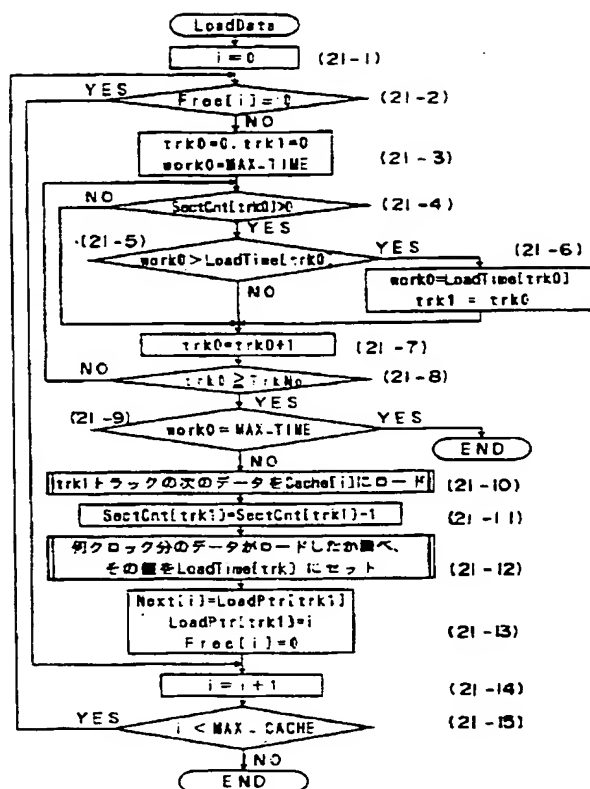 LoadData
i=0 (21-1)
YES Free[i]=0 (21-2)
NO
trk0=0. trk1=0
work0=MAX-TIME (21-3)
NO SectCnt[trk0]>0 (21-4)
YES
(21-5) work0>LoadTime[trk0 YES (21-6)
work0=LoadTime[trk0]
trk1 = trk0
NO
trk0=trk0+1 (21-7)
NO trk0≧TrkNo (21-8)
YES
(21-9) work0=MAX-TIME YES
END
NO
trk1トラックの次のデータをCache[i]にロード (21-10)
SectCnt[trk1]=SectCnt[trk1]-1 (21-11)
何クロック分のデータがロードしたか調べ、
その値をLoadTime[trk]にセット (21-12)
Next[i]=LoadPtr[trk1]
LoadPtr[trk1]=i
Free[i]=0 (21-13)
i=i+1 (21-14)
YES i<MAX-CACHE (21-15)
NO
END